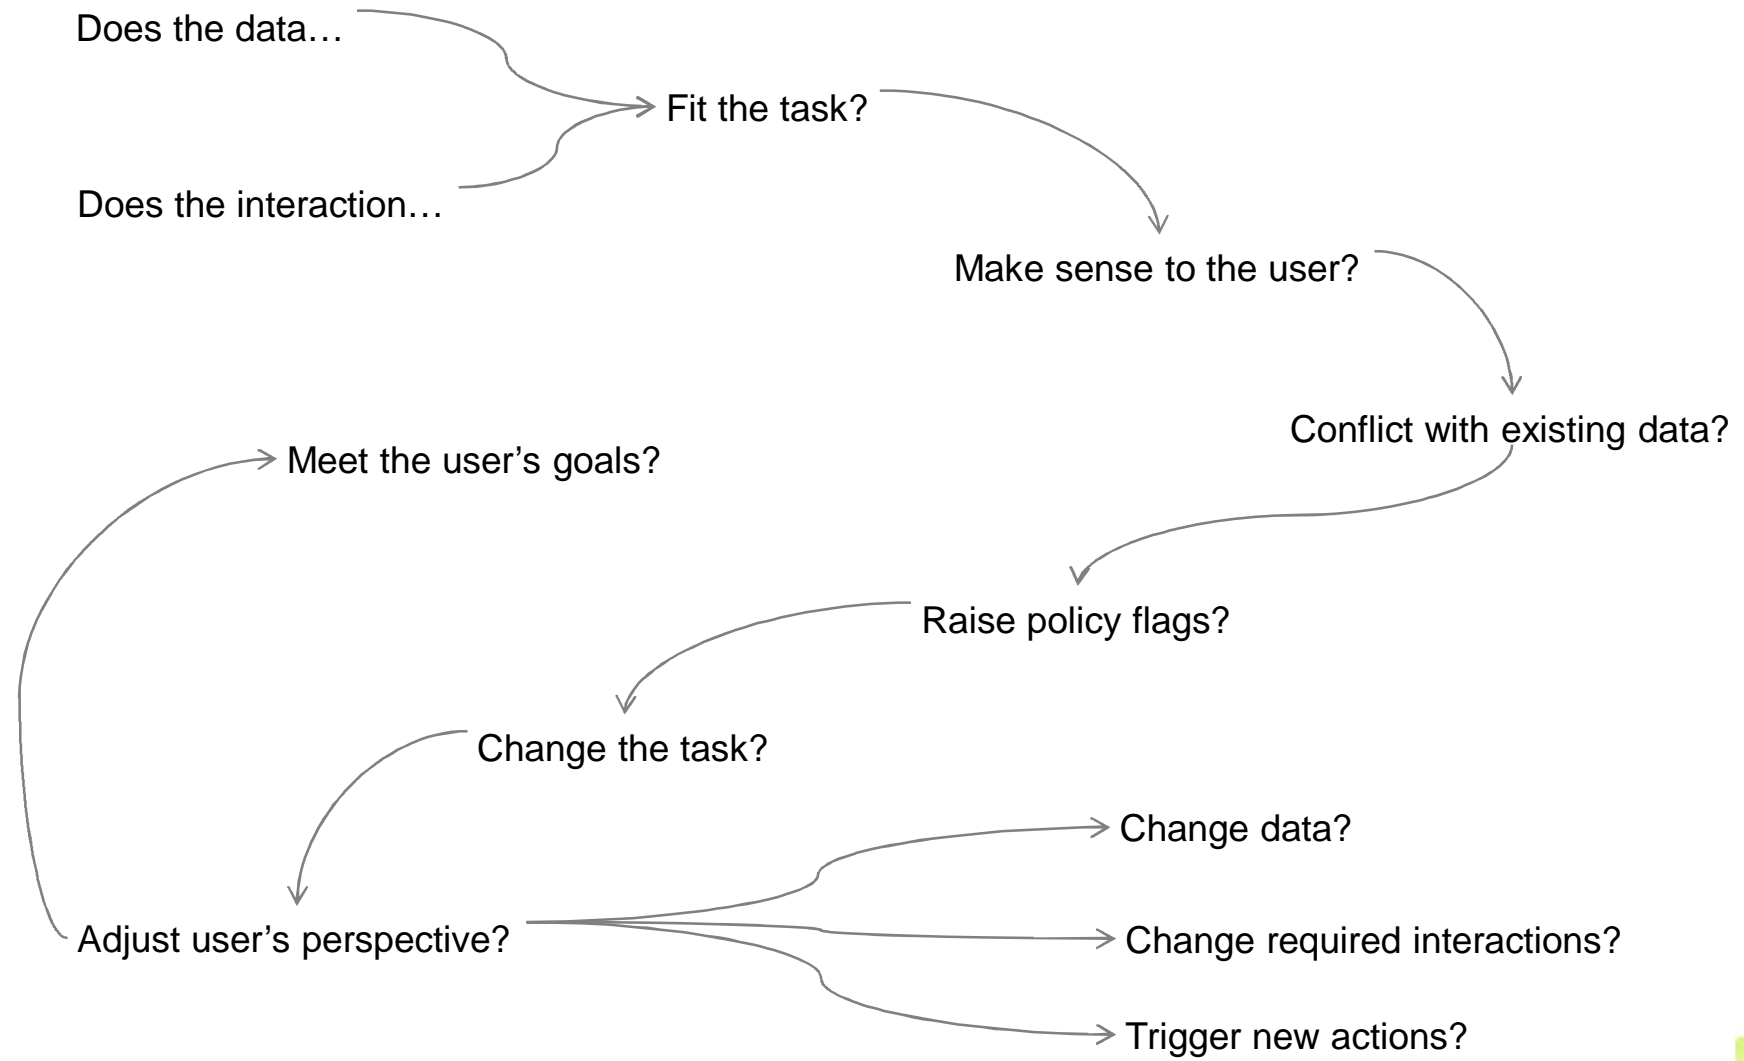 Does the data…
Fit the task?
Does the interaction…
Make sense to the user?
Conflict with existing data?
Meet the user’s goals?
Raise policy flags?
Change the task?
Change data?
Adjust user’s perspective?
Change required interactions?
Trigger new actions?